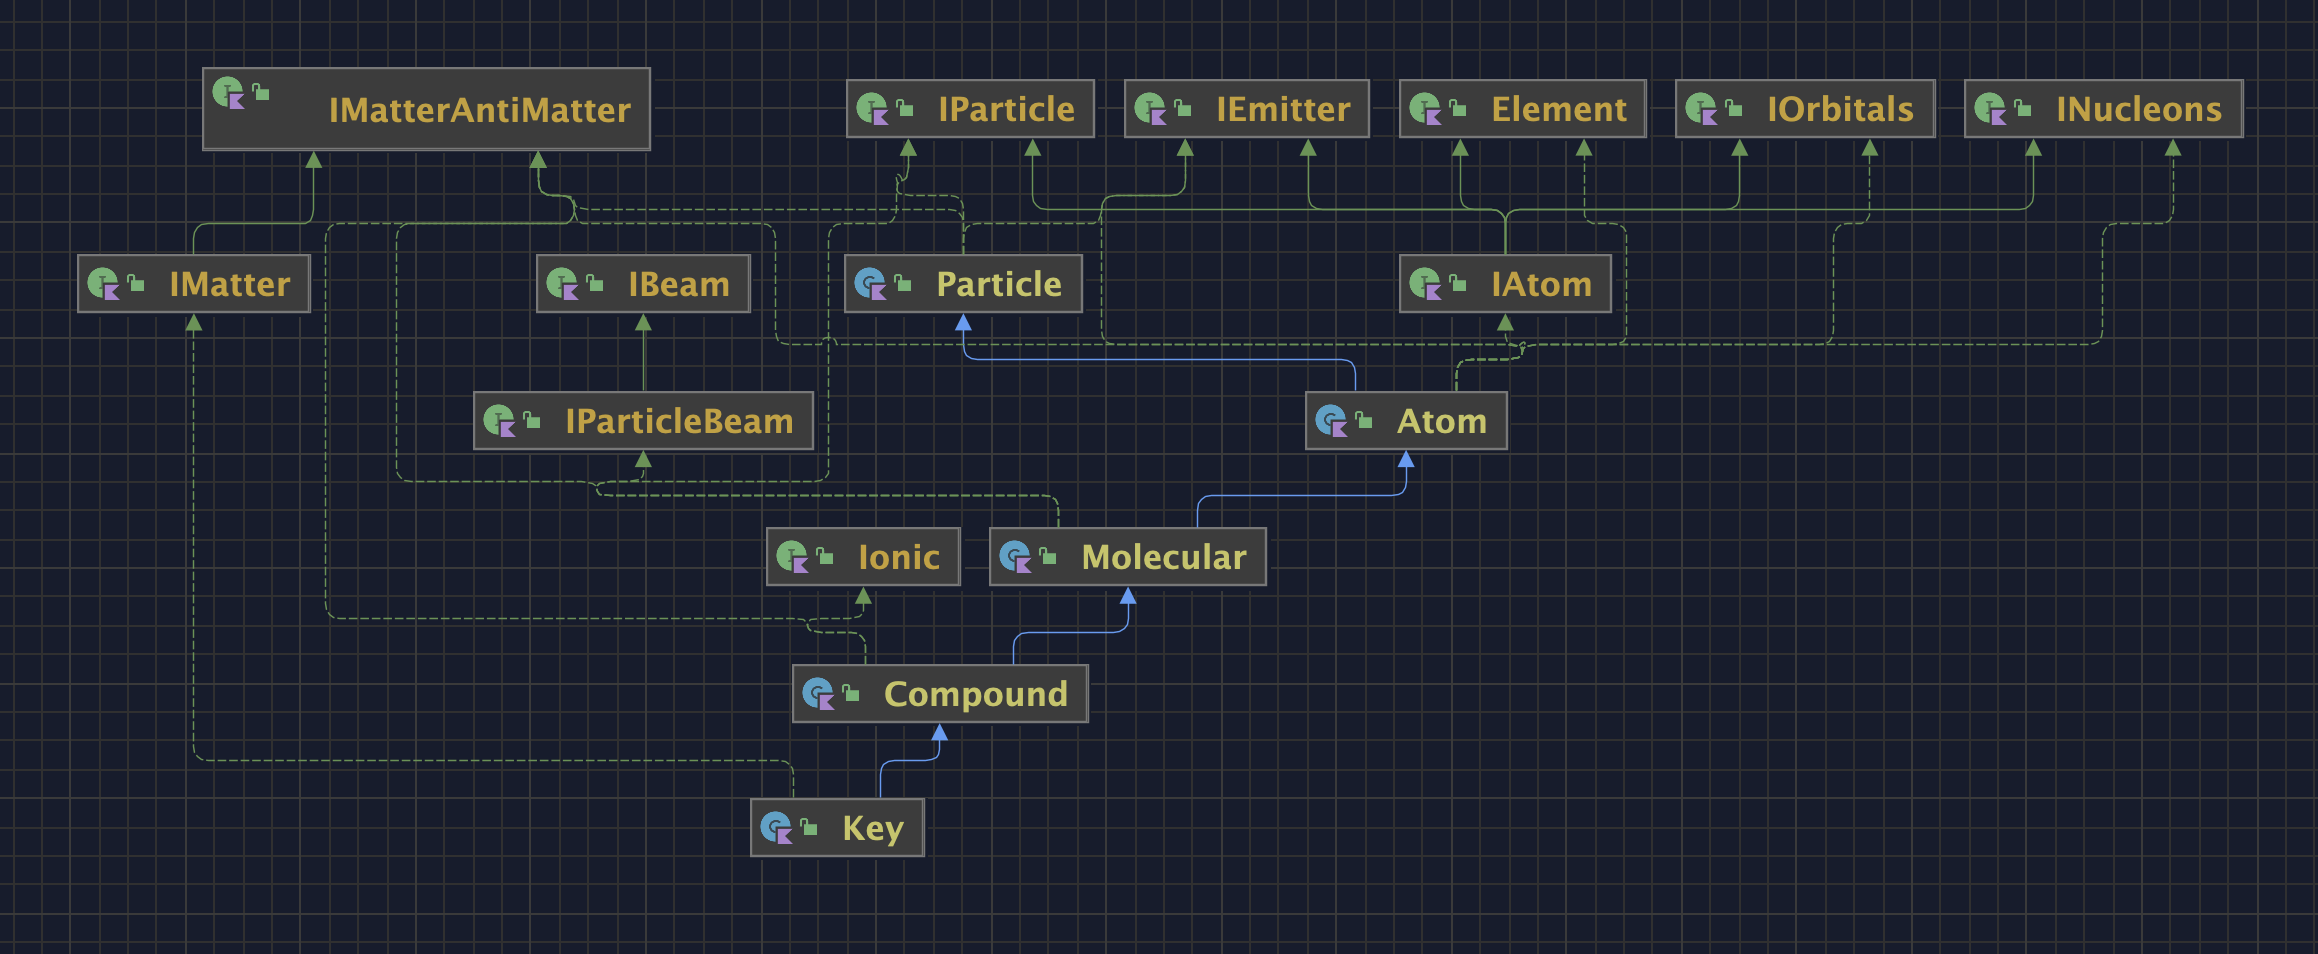 IMatterAntiMatter
IParticle
IEmitter
Element
IOrbitals
INucleons
IMatter
IBeam
Particle
IAtom
IParticleBeam
Atom
Ionic
Molecular
Compound
Key